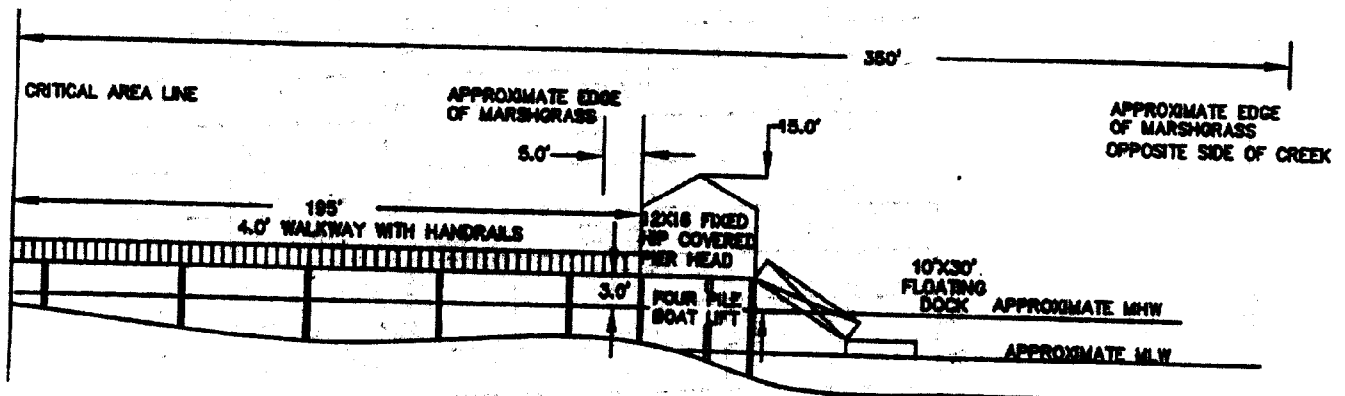 350'
CRITICAL AREA LINE
APPROXIMATE EDGE
OF MARSHGRASS
5.0'
15.0'
APPROXIMATE EDGE
OF MARSHGRASS
OPPOSITE SIDE OF CREEK
195'
4.0' WALKWAY WITH HANDRAILS
12X16 FIXED
HIP COVERED
PIER HEAD
3.0'
FOUR PILE
BOAT LIFT
10'X30'
FLOATING
DOCK
APPROXIMATE MHW
APPROXIMATE MLW